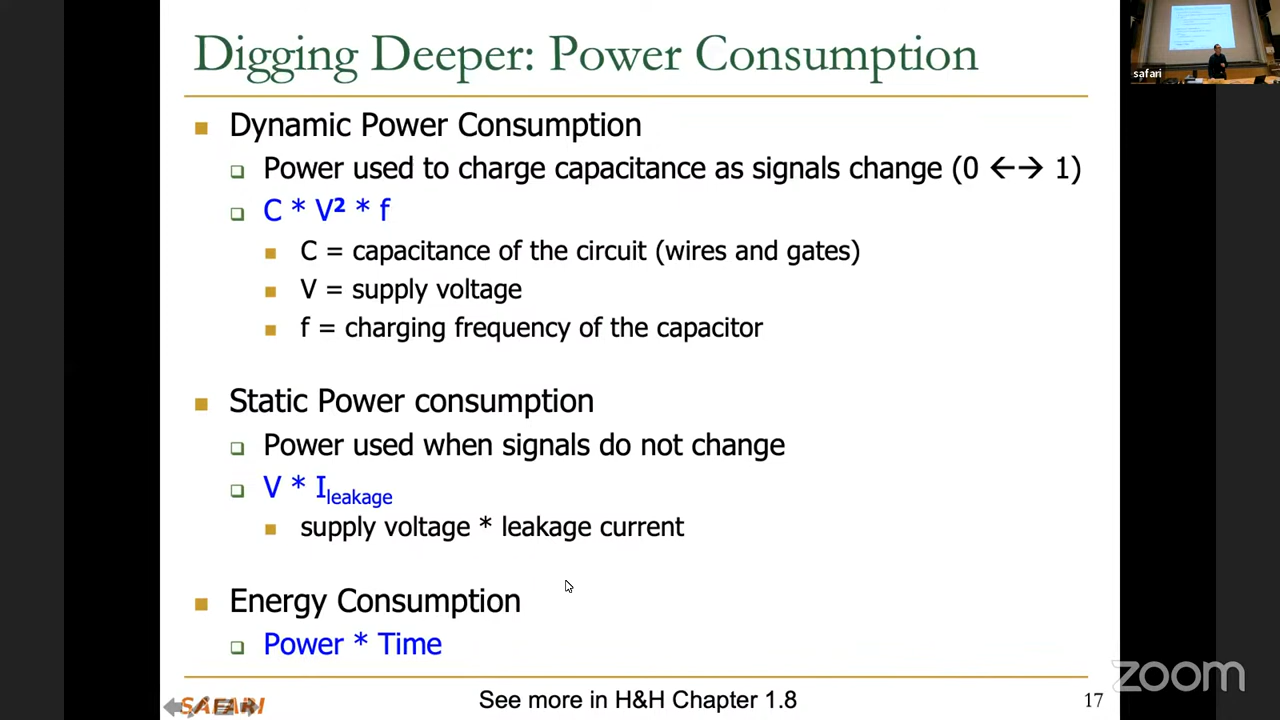 Digging Deeper: Power Consumption
safari
Dynamic Power Consumption
Power used to charge capacitance as signals change (0 ←→ 1)
C * V² * f
C = capacitance of the circuit (wires and gates)
V = supply voltage
f = charging frequency of the capacitor
Static Power consumption
Power used when signals do not change
V * Ileakage
supply voltage * leakage current
Energy Consumption
Power * Time
SAFARI
See more in H&H Chapter 1.8
17
zoom